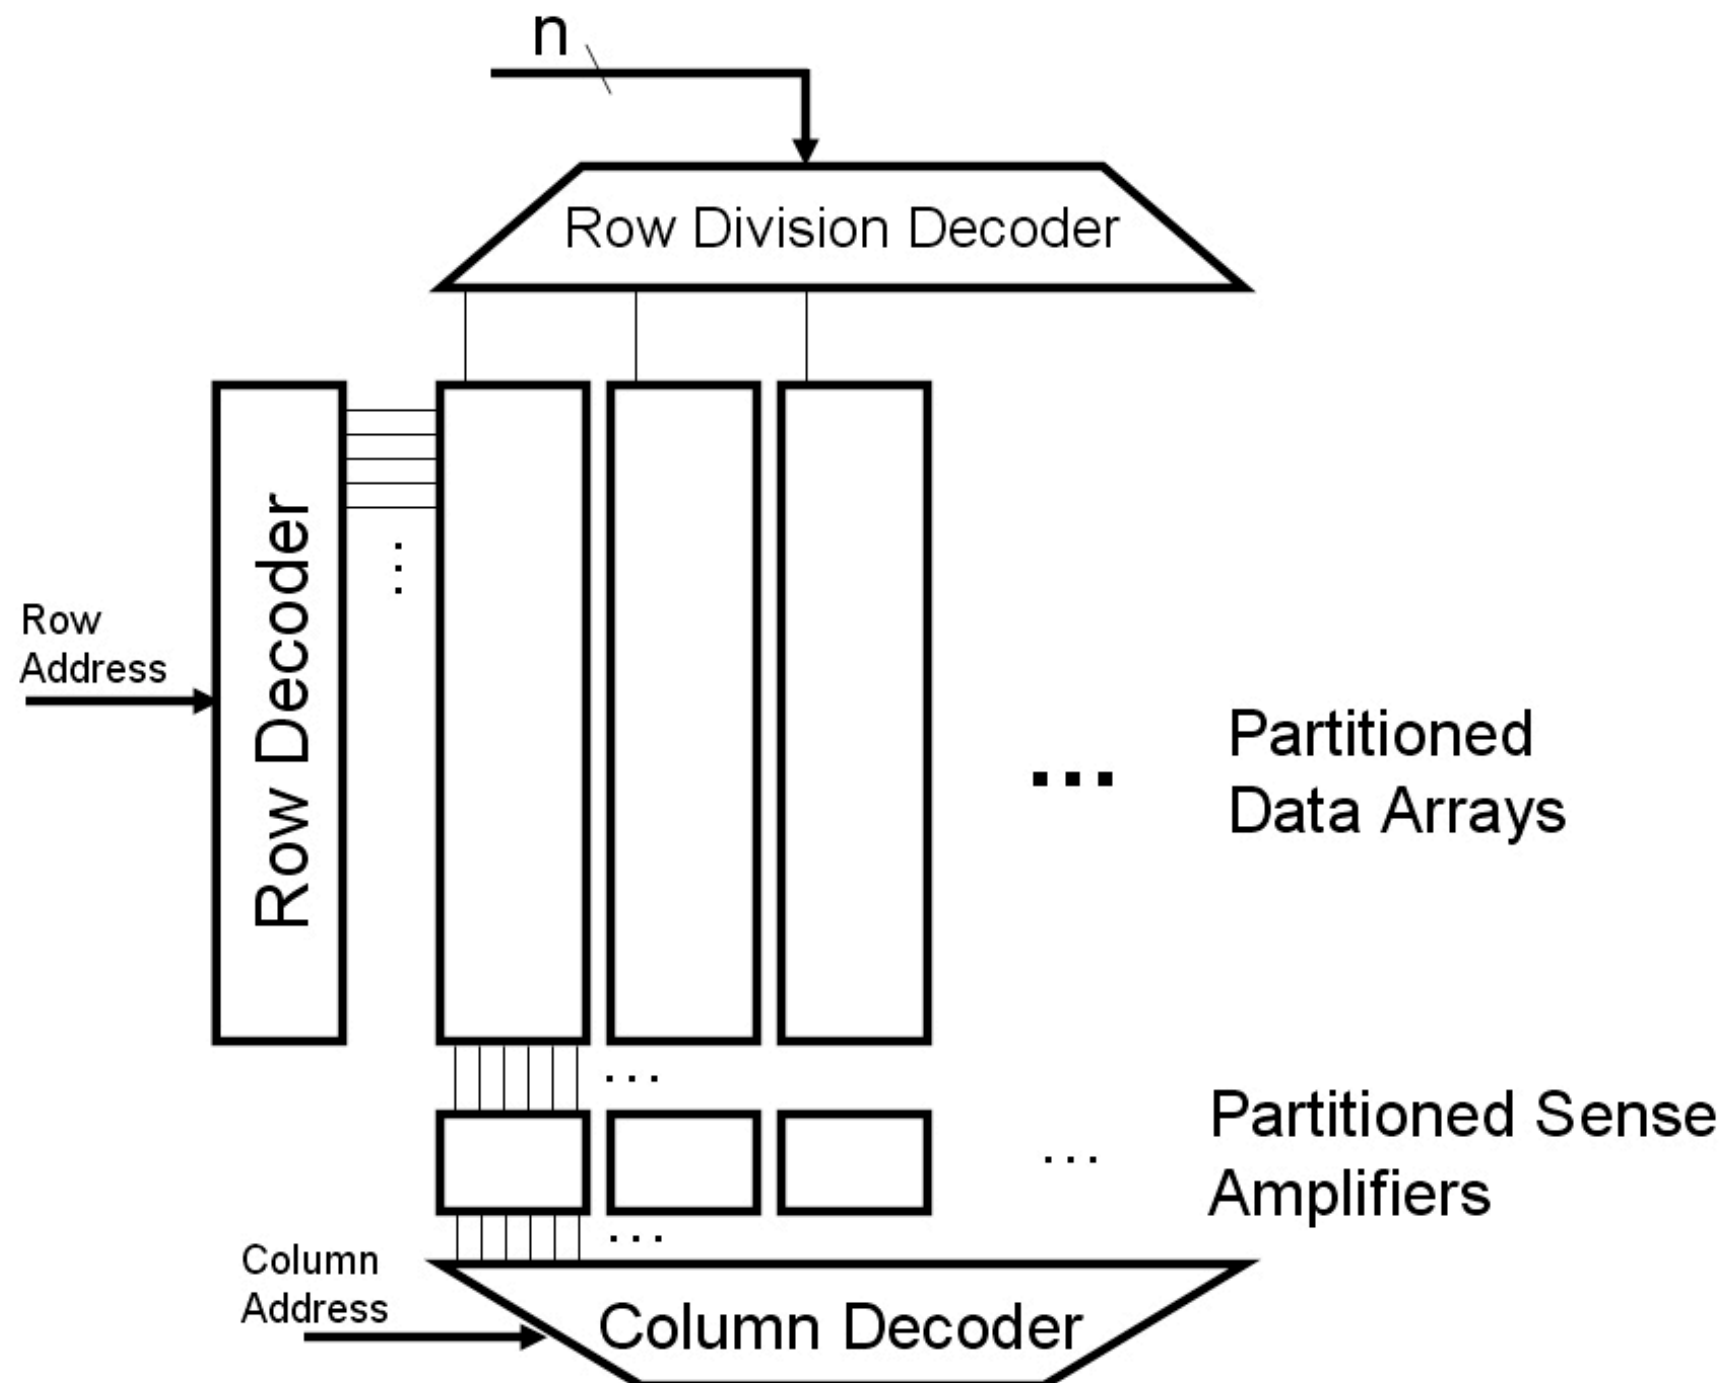 n
Row Division Decoder
Row Decoder
Row
Address
...
Partitioned
Data Arrays
...
...
Partitioned Sense
Amplifiers
...
...
Column
Address
Column Decoder